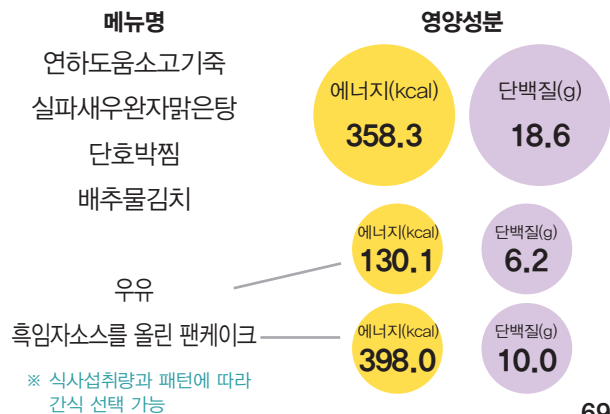 메뉴명
영양성분
연하도움소고기죽
실파새우완자맑은탕
단호박찜
배추물김치
에너지(kcal)
358.3
단백질(g)
18.6
우유
에너지(kcal)
130.1
단백질(g)
6.2
흑임자소스를 올린 팬케이크
에너지(kcal)
398.0
단백질(g)
10.0
※ 식사섭취량과 패턴에 따라
간식 선택 가능
69